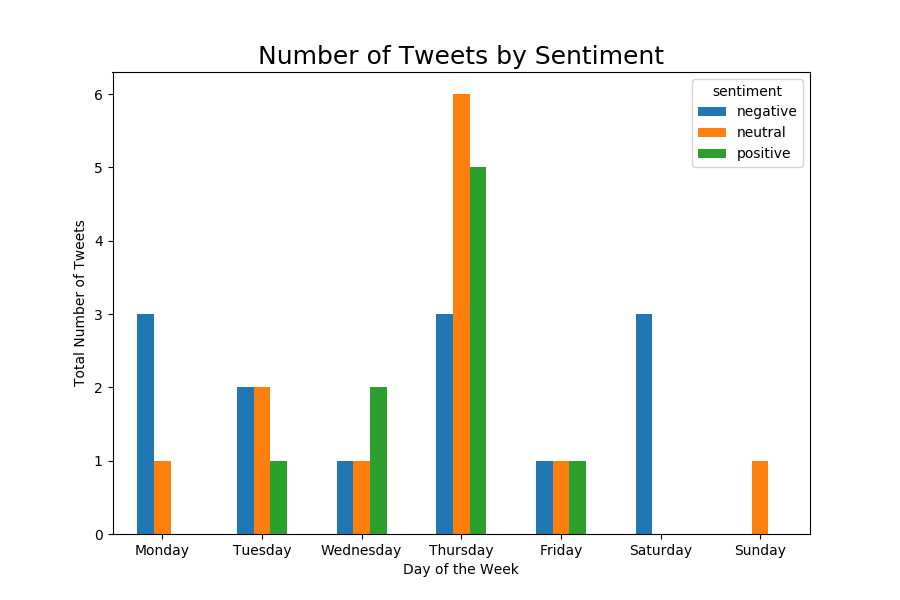 Number of Tweets by Sentiment
sentiment
negative
neutral
positive
6
5
4
3
2
1
0
Total Number of Tweets
Monday Tuesday Wednesday Thursday Friday Saturday Sunday
Day of the Week